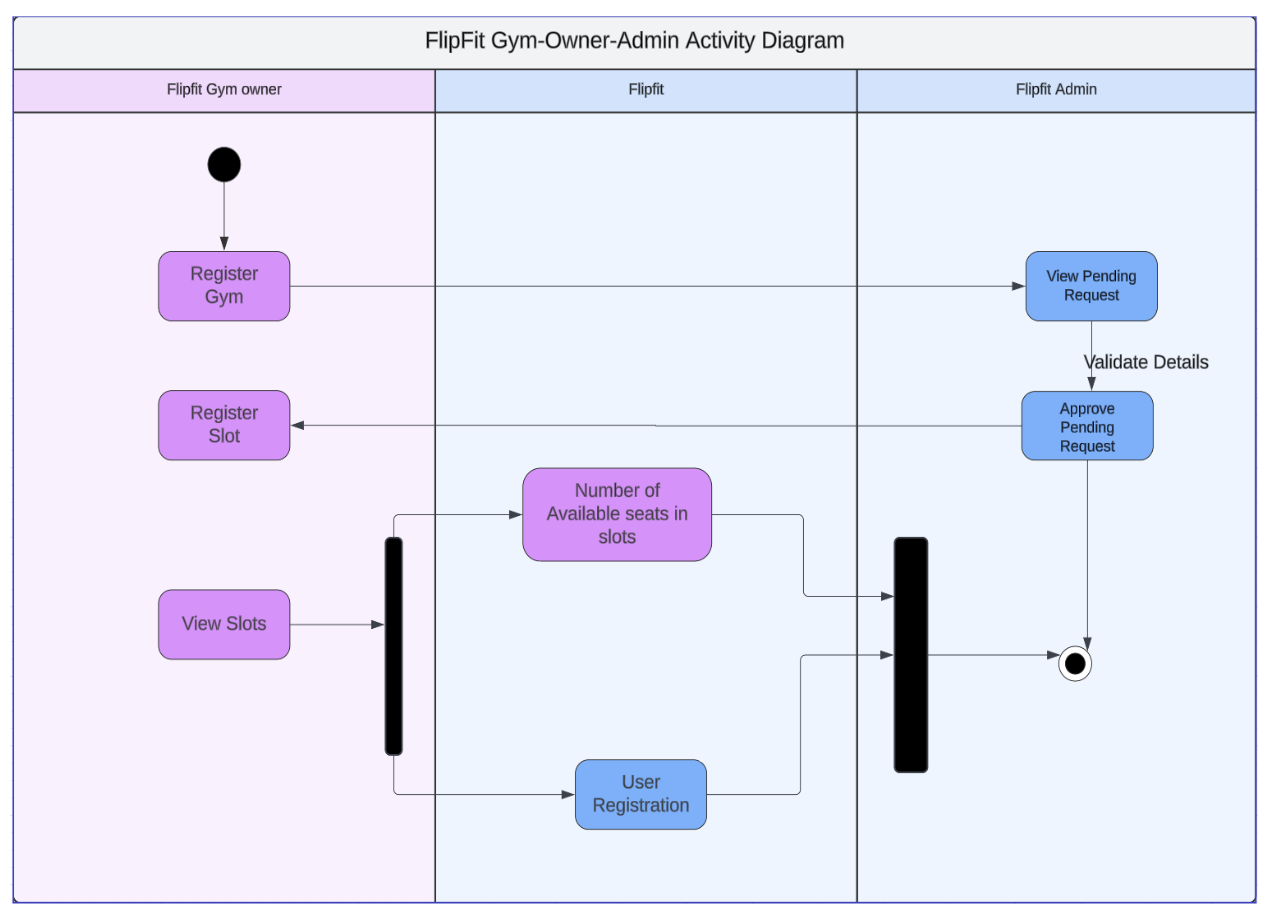 FlipFit Gym-Owner-Admin Activity Diagram
Flipfit Gym owner
Flipfit
Flipfit Admin
Register
Gym
View Pending
Request
Validate Details
Register
Slot
Approve
Pending
Request
Number of
Available seats in
slots
View Slots
User
Registration